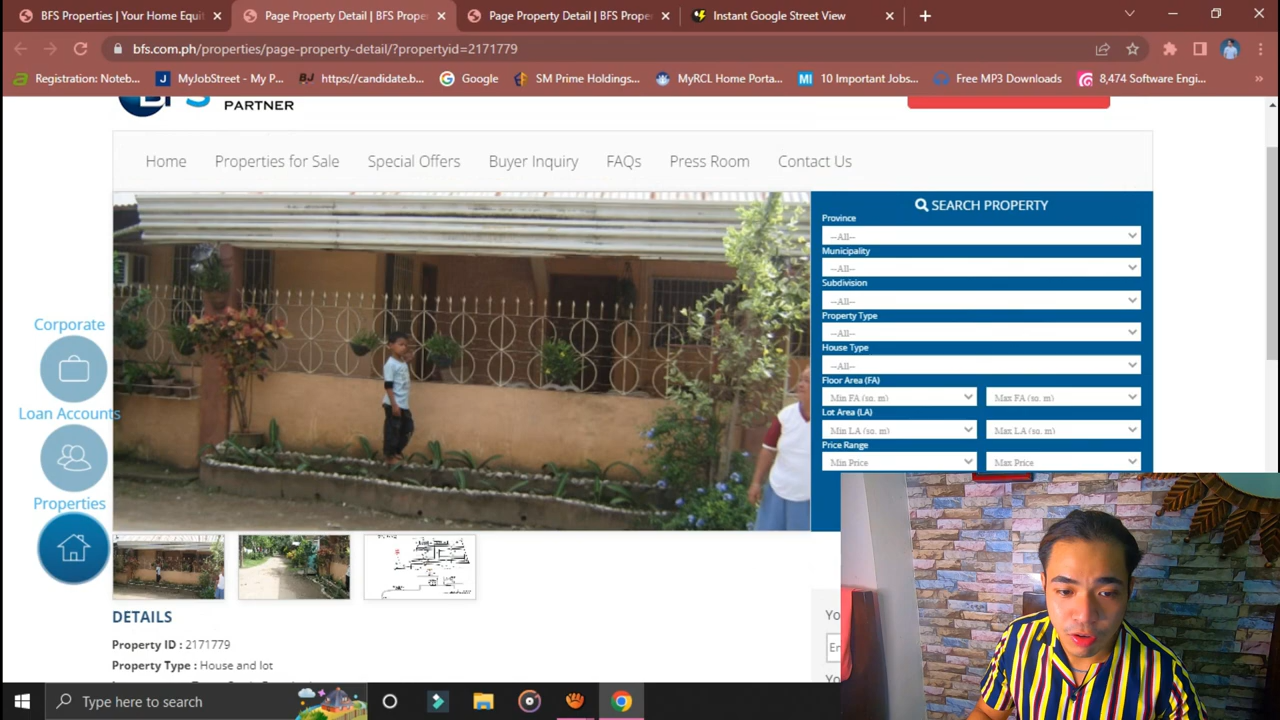 BFS Properties | Your Home Equit
Page Property Detail | BFS Prope
Page Property Detail | BFS Prope
Instant Google Street View
bfs.com.ph/properties/page-property-detail/?propertyid=2171779
Registration: Noteb...
MyJobStreet - My P...
https://candidate.b...
Google
SM Prime Holdings...
MyRCL Home Porta...
10 Important Jobs...
Free MP3 Downloads
8,474 Software Engi...
»
PARTNER
Home
Properties for Sale
Special Offers
Buyer Inquiry
FAQs
Press Room
Contact Us
SEARCH PROPERTY
Province
--All--
Municipality
--All--
Subdivision
--All--
Property Type
--All--
House Type
--All--
Floor Area (FA)
Min FA (sq. m)
Max FA (sq. m)
Lot Area (LA)
Min LA (sq. m)
Max LA (sq. m)
Price Range
Min Price
Max Price
Corporate
Loan Accounts
Properties
DETAILS
Property ID : 2171779
Property Type : House and lot
Type here to search